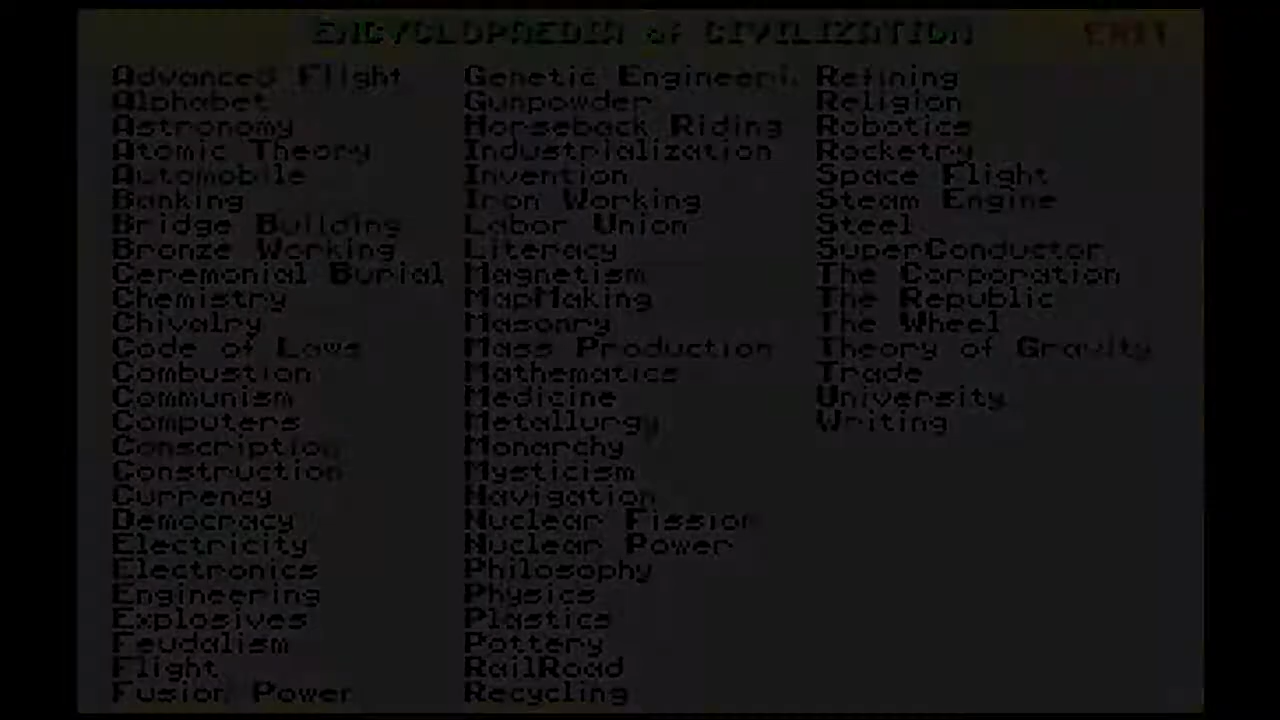 ENCYCLOPAEDIA of CIVILIZATION
EXIT
Advanced Flight
Alphabet
Astronomy
Atomic Theory
Automobile
Banking
Bridge Building
Bronze Working
Ceremonial Burial
Chemistry
Chivalry
Code of Laws
Combustion
Communism
Computers
Conscription
Construction
Currency
Democracy
Electricity
Electronics
Engineering
Explosives
Feudalism
Flight
Fusion Power
Genetic Engineeri.
Gunpowder
Horseback Riding
Industrialization
Invention
Iron Working
Labor Union
Literacy
Magnetism
MapMaking
Masonry
Mass Production
Mathematics
Medicine
Metallurgy
Monarchy
Mysticism
Navigation
Nuclear Fission
Nuclear Power
Philosophy
Physics
Plastics
Pottery
RailRoad
Recycling
Refining
Religion
Robotics
Rocketry
Space Flight
Steam Engine
Steel
SuperConductor
The Corporation
The Republic
The Wheel
Theory of Gravity
Trade
University
Writing